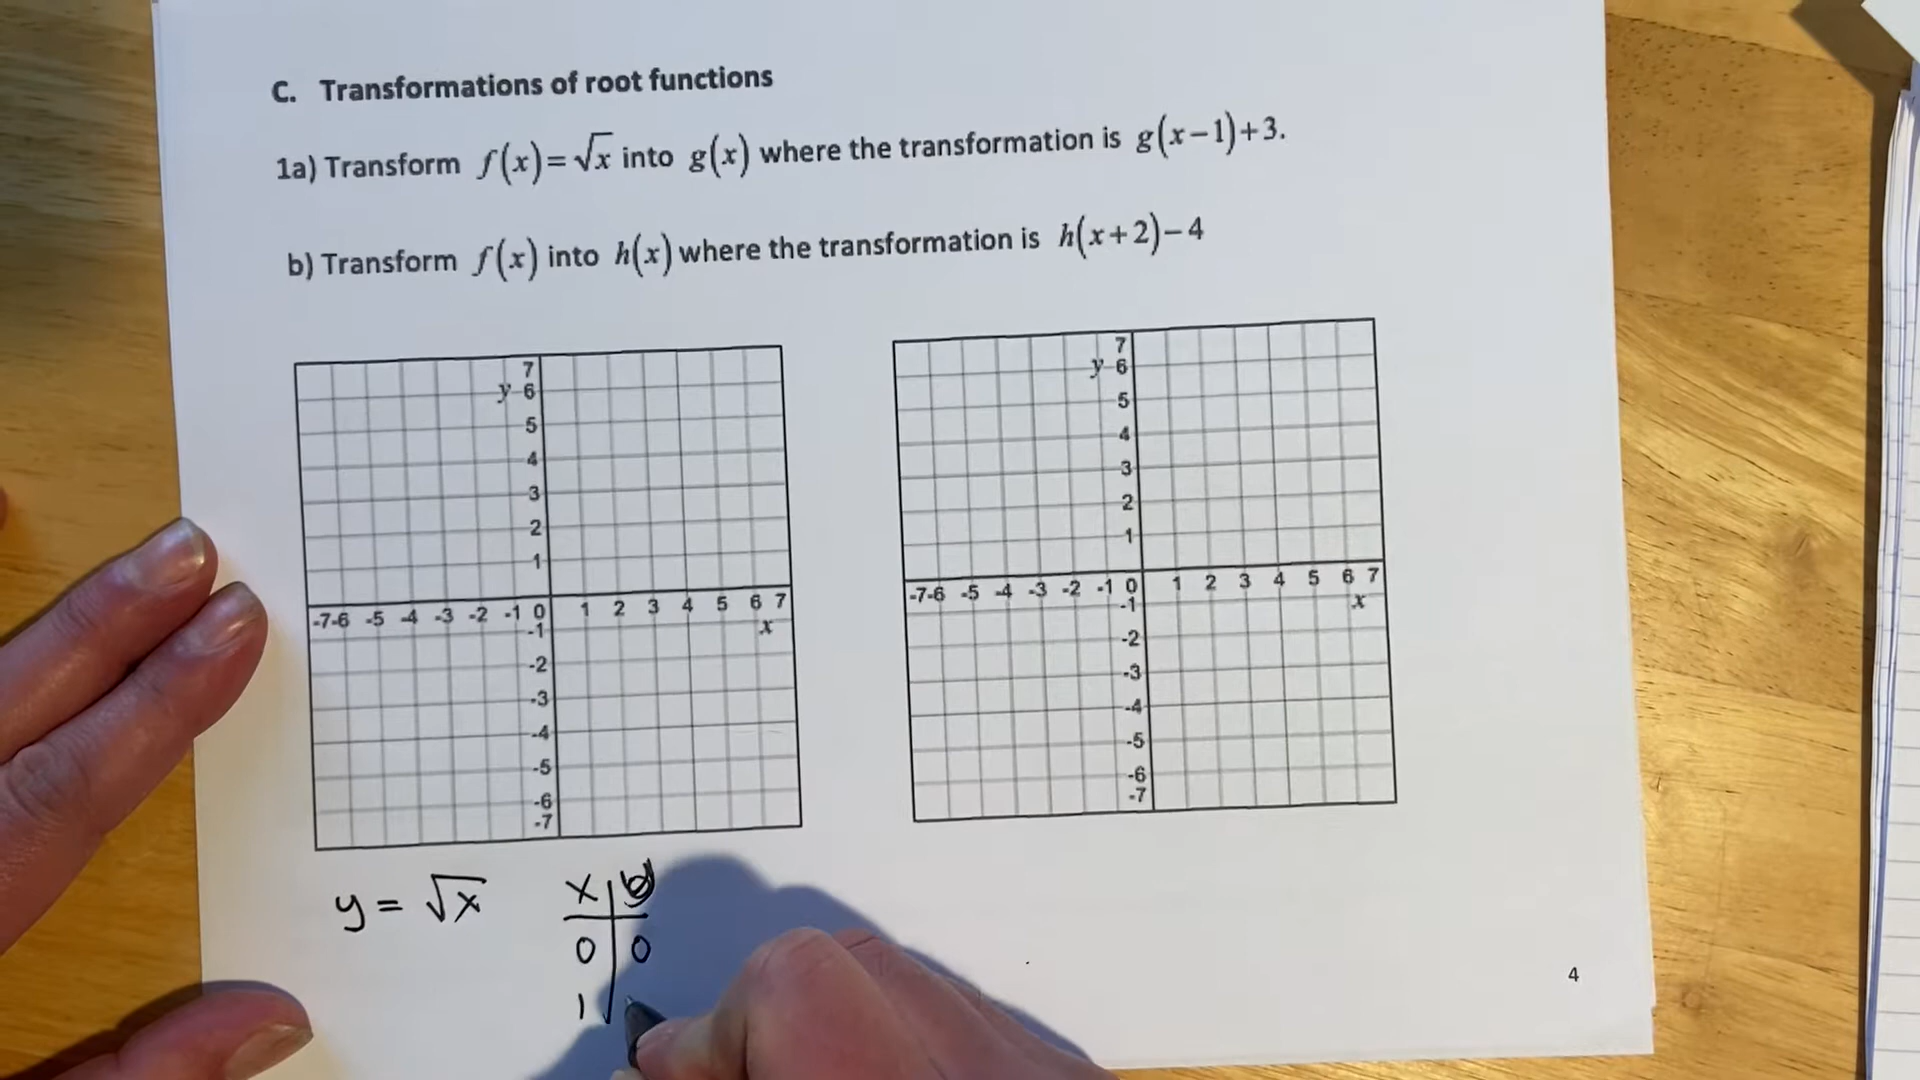 C. Transformations of root functions
1a) Transform f(x)=√x into g(x) where the transformation is g(x−1)+3.
b) Transform f(x) into h(x) where the transformation is h(x+2)−4
7
y 6
5
4
3
2
1
-7 -6 -5 -4 -3 -2 -1 0 1 2 3 4 5 6 7
x
-1
-2
-3
-4
-5
-6
-7
7
y 6
5
4
3
2
1
-7 -6 -5 -4 -3 -2 -1 0 1 2 3 4 5 6 7
x
-1
-2
-3
-4
-5
-6
-7
y = √x
x y
0 0
1
4